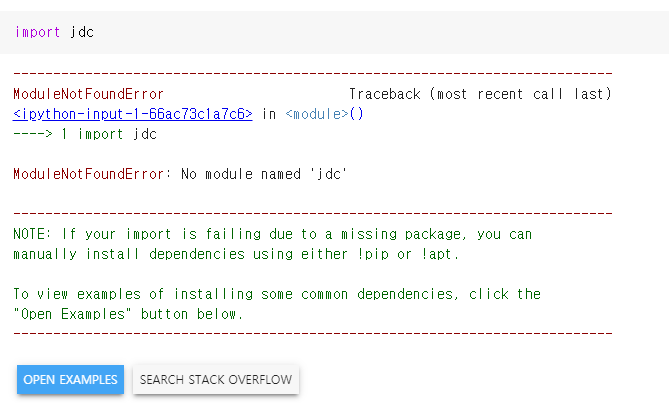 import jdc
---------------------------------------------------------------------------
ModuleNotFoundError                       Traceback (most recent call last)
<ipython-input-1-66ac73c1a7c6> in <module>()
----> 1 import jdc

ModuleNotFoundError: No module named 'jdc'

---------------------------------------------------------------------------
NOTE: If your import is failing due to a missing package, you can
manually install dependencies using either !pip or !apt.

To view examples of installing some common dependencies, click the
"Open Examples" button below.
---------------------------------------------------------------------------
OPEN EXAMPLES SEARCH STACK OVERFLOW